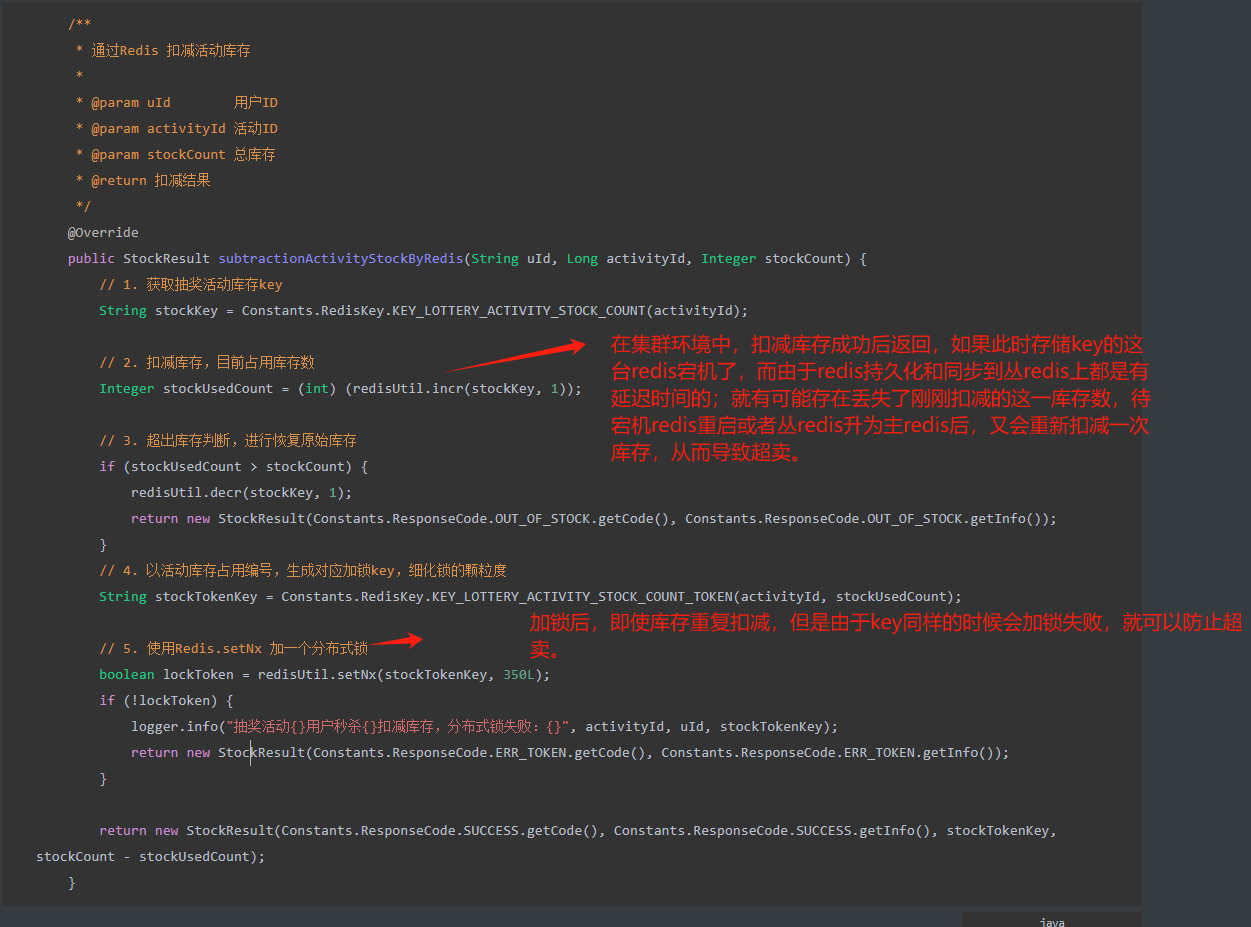 /**
* 通过Redis 扣减活动库存
*
* @param uId 用户ID
* @param activityId 活动ID
* @param stockCount 总库存
* @return 扣减结果
*/
@Override
public StockResult subtractionActivityStockByRedis(String uId, Long activityId, Integer stockCount) {
// 1. 获取抽奖活动库存key
String stockKey = Constants.RedisKey.KEY_LOTTERY_ACTIVITY_STOCK_COUNT(activityId);
// 2. 扣减库存，目前占用库存数
Integer stockUsedCount = (int) (redisUtil.incr(stockKey, 1));
在集群环境中，扣减库存成功后返回，如果此时存储key的这
台redis宕机了，而由于redis持久化和同步到丛redis上都是有
延迟时间的；就有可能存在丢失了刚刚扣减的这一库存数，待
宕机redis重启或者丛redis升为主redis后，又会重新扣减一次
库存，从而导致超卖。
// 3. 超出库存判断，进行恢复原始库存
if (stockUsedCount > stockCount) {
redisUtil.decr(stockKey, 1);
return new StockResult(Constants.ResponseCode.OUT_OF_STOCK.getCode(), Constants.ResponseCode.OUT_OF_STOCK.getInfo());
}
// 4. 以活动库存占用编号，生成对应加锁key，细化锁的颗粒度
String stockTokenKey = Constants.RedisKey.KEY_LOTTERY_ACTIVITY_STOCK_COUNT_TOKEN(activityId, stockUsedCount);
加锁后，即使库存重复扣减，但是由于key同样的时候会加锁失败，就可以防止超
卖。
// 5. 使用Redis.setNx 加一个分布式锁
boolean lockToken = redisUtil.setNx(stockTokenKey, 350L);
if (!lockToken) {
logger.info("抽奖活动{}用户秒杀{}扣减库存，分布式锁失败：{}", activityId, uId, stockTokenKey);
return new StockResult(Constants.ResponseCode.ERR_TOKEN.getCode(), Constants.ResponseCode.ERR_TOKEN.getInfo());
}
return new StockResult(Constants.ResponseCode.SUCCESS.getCode(), Constants.ResponseCode.SUCCESS.getInfo(), stockTokenKey,
stockCount - stockUsedCount);
}
java